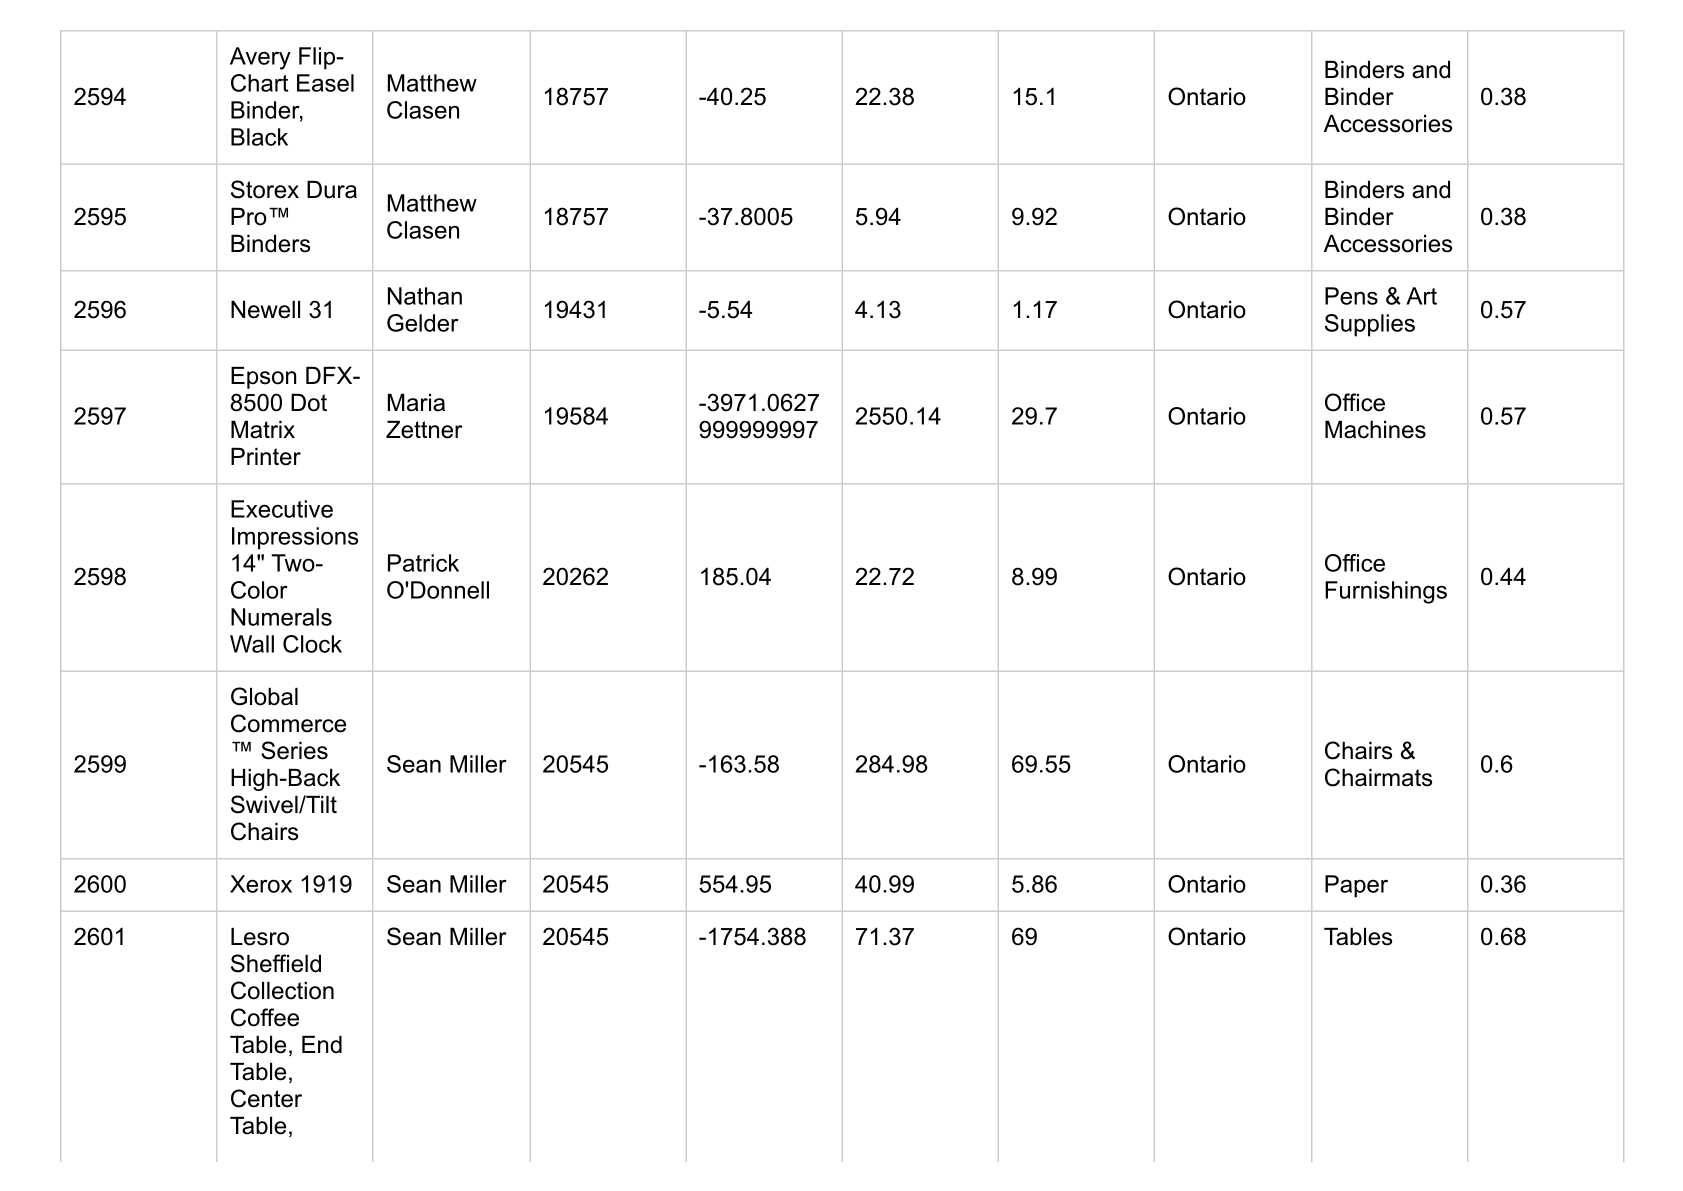 2594
Avery Flip-
Chart Easel
Binder,
Black
Matthew
Clasen
18757
-40.25
22.38
15.1
Ontario
Binders and
Binder
Accessories
0.38
2595
Storex Dura
Pro™
Binders
Matthew
Clasen
18757
-37.8005
5.94
9.92
Ontario
Binders and
Binder
Accessories
0.38
2596
Newell 31
Nathan
Gelder
19431
-5.54
4.13
1.17
Ontario
Pens & Art
Supplies
0.57
2597
Epson DFX-
8500 Dot
Matrix
Printer
Maria
Zettner
19584
-3971.0627
999999997
2550.14
29.7
Ontario
Office
Machines
0.57
2598
Executive
Impressions
14" Two-
Color
Numerals
Wall Clock
Patrick
O'Donnell
20262
185.04
22.72
8.99
Ontario
Office
Furnishings
0.44
2599
Global
Commerce
™ Series
High-Back
Swivel/Tilt
Chairs
Sean Miller
20545
-163.58
284.98
69.55
Ontario
Chairs &
Chairmats
0.6
2600
Xerox 1919
Sean Miller
20545
554.95
40.99
5.86
Ontario
Paper
0.36
2601
Lesro
Sheffield
Collection
Coffee
Table, End
Table,
Center
Table,
Sean Miller
20545
-1754.388
71.37
69
Ontario
Tables
0.68